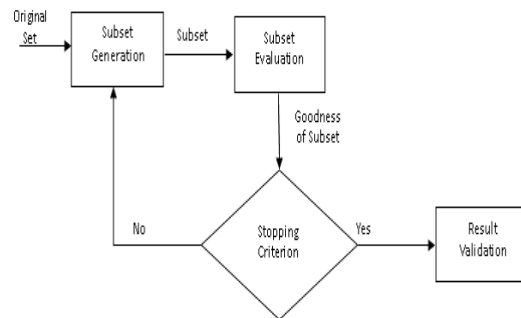 Original
Set
Subset
Generation
Subset
Subset
Evaluation
Goodness
of Subset
No
Stopping
Criterion
Yes
Result
Validation